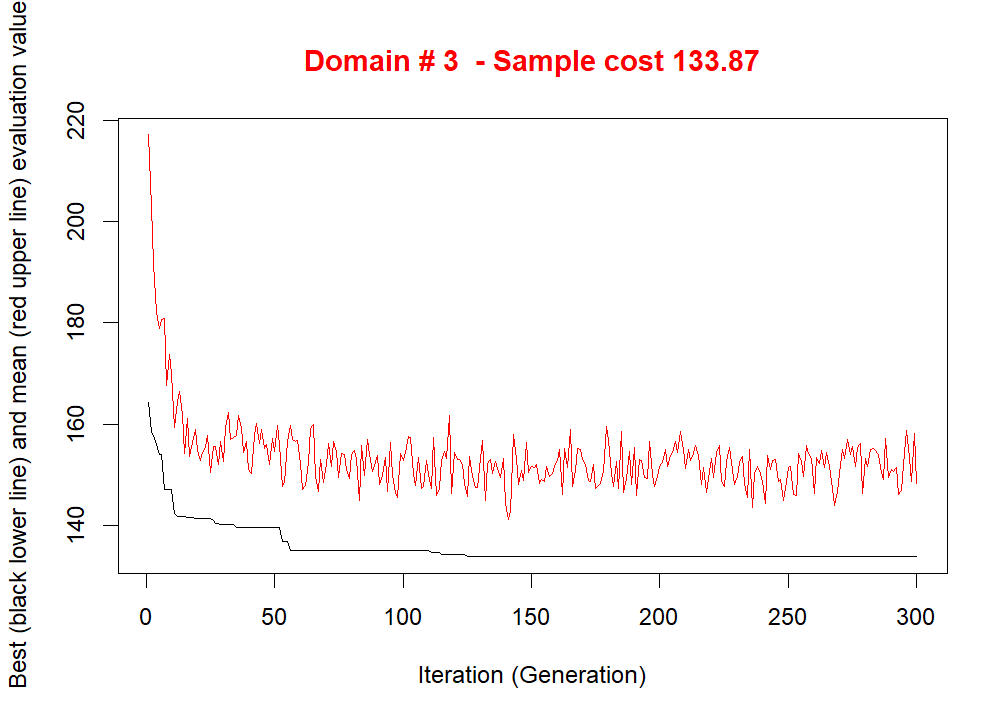 Domain # 3  - Sample cost 133.87
Best (black lower line) and mean (red upper line) evaluation value
220
200
180
160
140
0 50 100 150 200 250 300
Iteration (Generation)